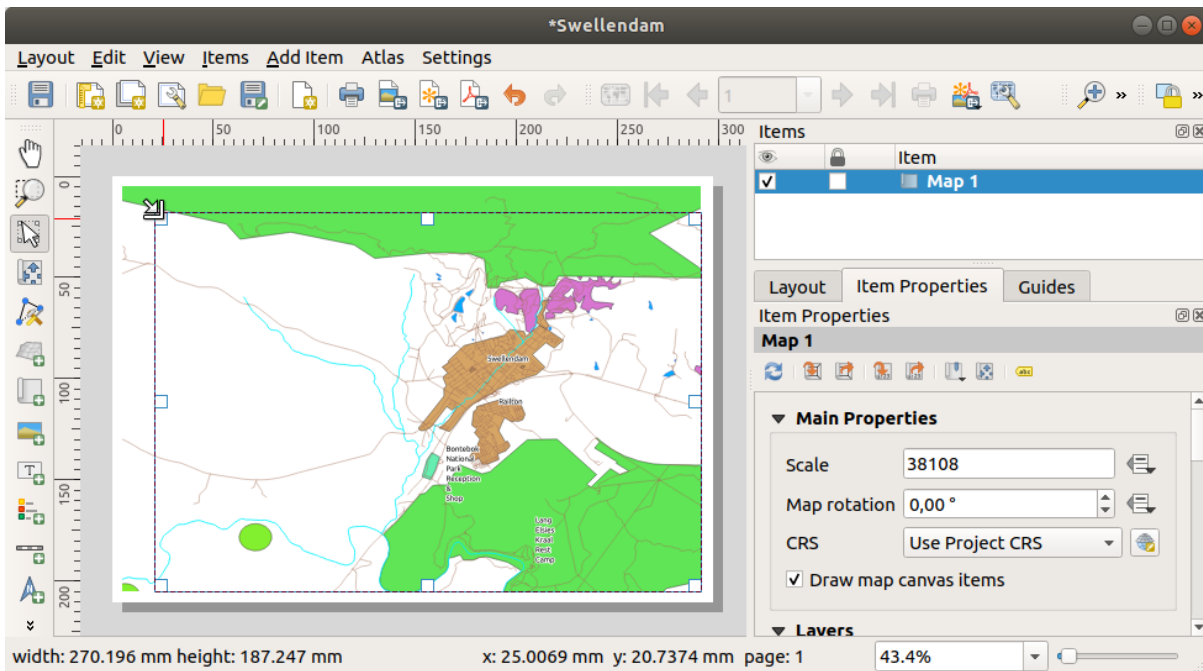 *Swellendam
Layout Edit View Items Add Item Atlas Settings
1
0 50 100 150 200 250 300
0
50
100
150
200
Swellendam
Railton
Bontebok
National
Park
Reception
&
Shop
Lang
Elsies
Kraal
Rest
Camp
Items
Item
Map 1
Layout Item Properties Guides
Item Properties
Map 1
abc
Main Properties
Scale 38108
Map rotation 0,00 °
CRS Use Project CRS
Draw map canvas items
Layers
width: 270.196 mm height: 187.247 mm x: 25.0069 mm y: 20.7374 mm page: 1 43.4%